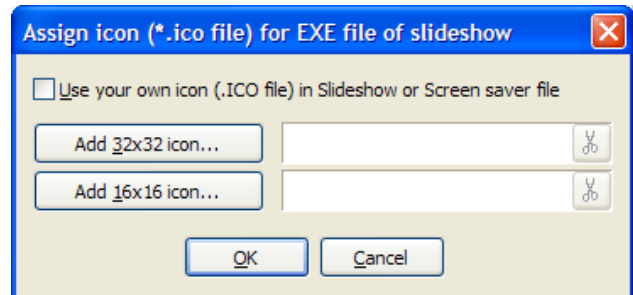 Assign icon (*.ico file) for EXE file of slideshow
Use your own icon (.ICO file) in Slideshow or Screen saver file
Add 32x32 icon...
Add 16x16 icon...
OK Cancel